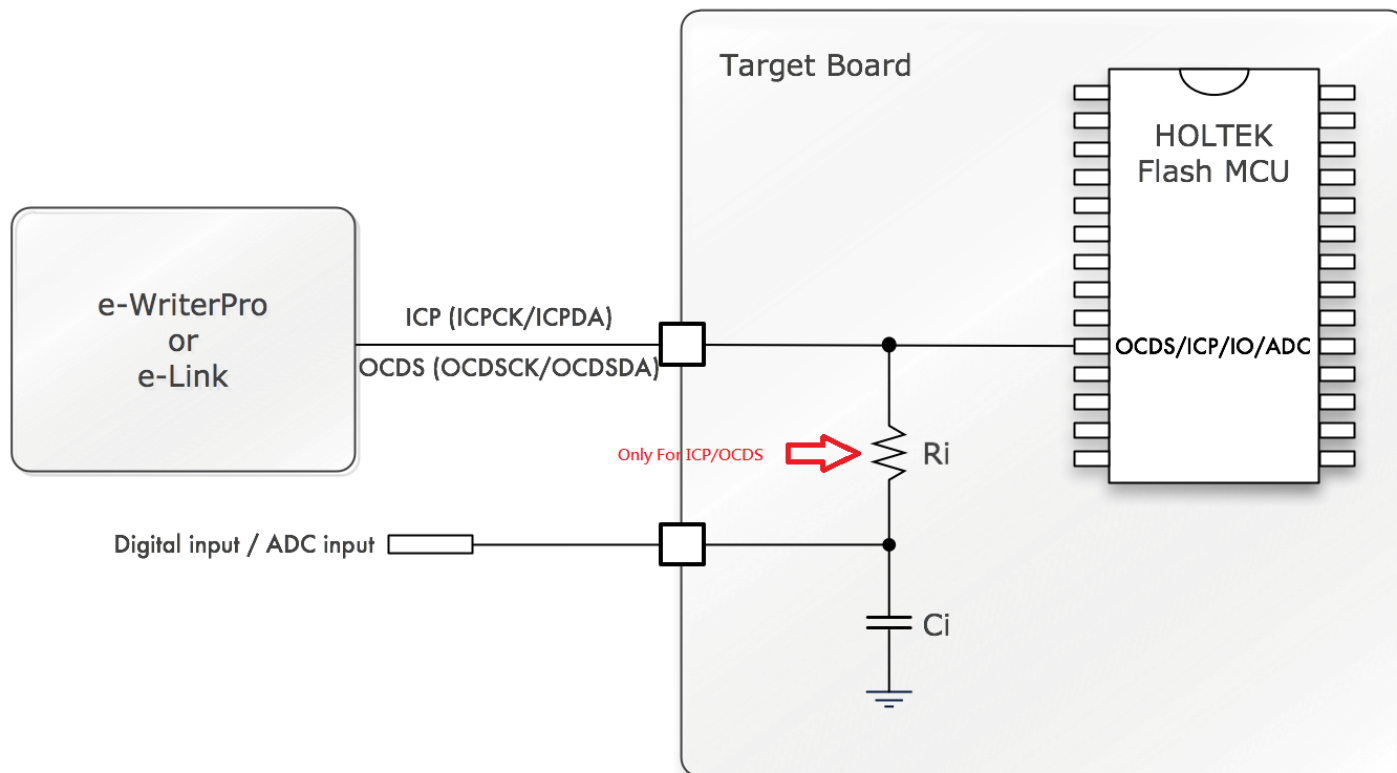 Target Board
HOLTEK
Flash MCU
e-WriterPro
or
e-Link
ICP (ICPCK/ICPDA)
OCDS (OCDSCK/OCDSDA)
OCDS/ICP/IO/ADC
Only For ICP/OCDS
Ri
Digital input / ADC input
Ci